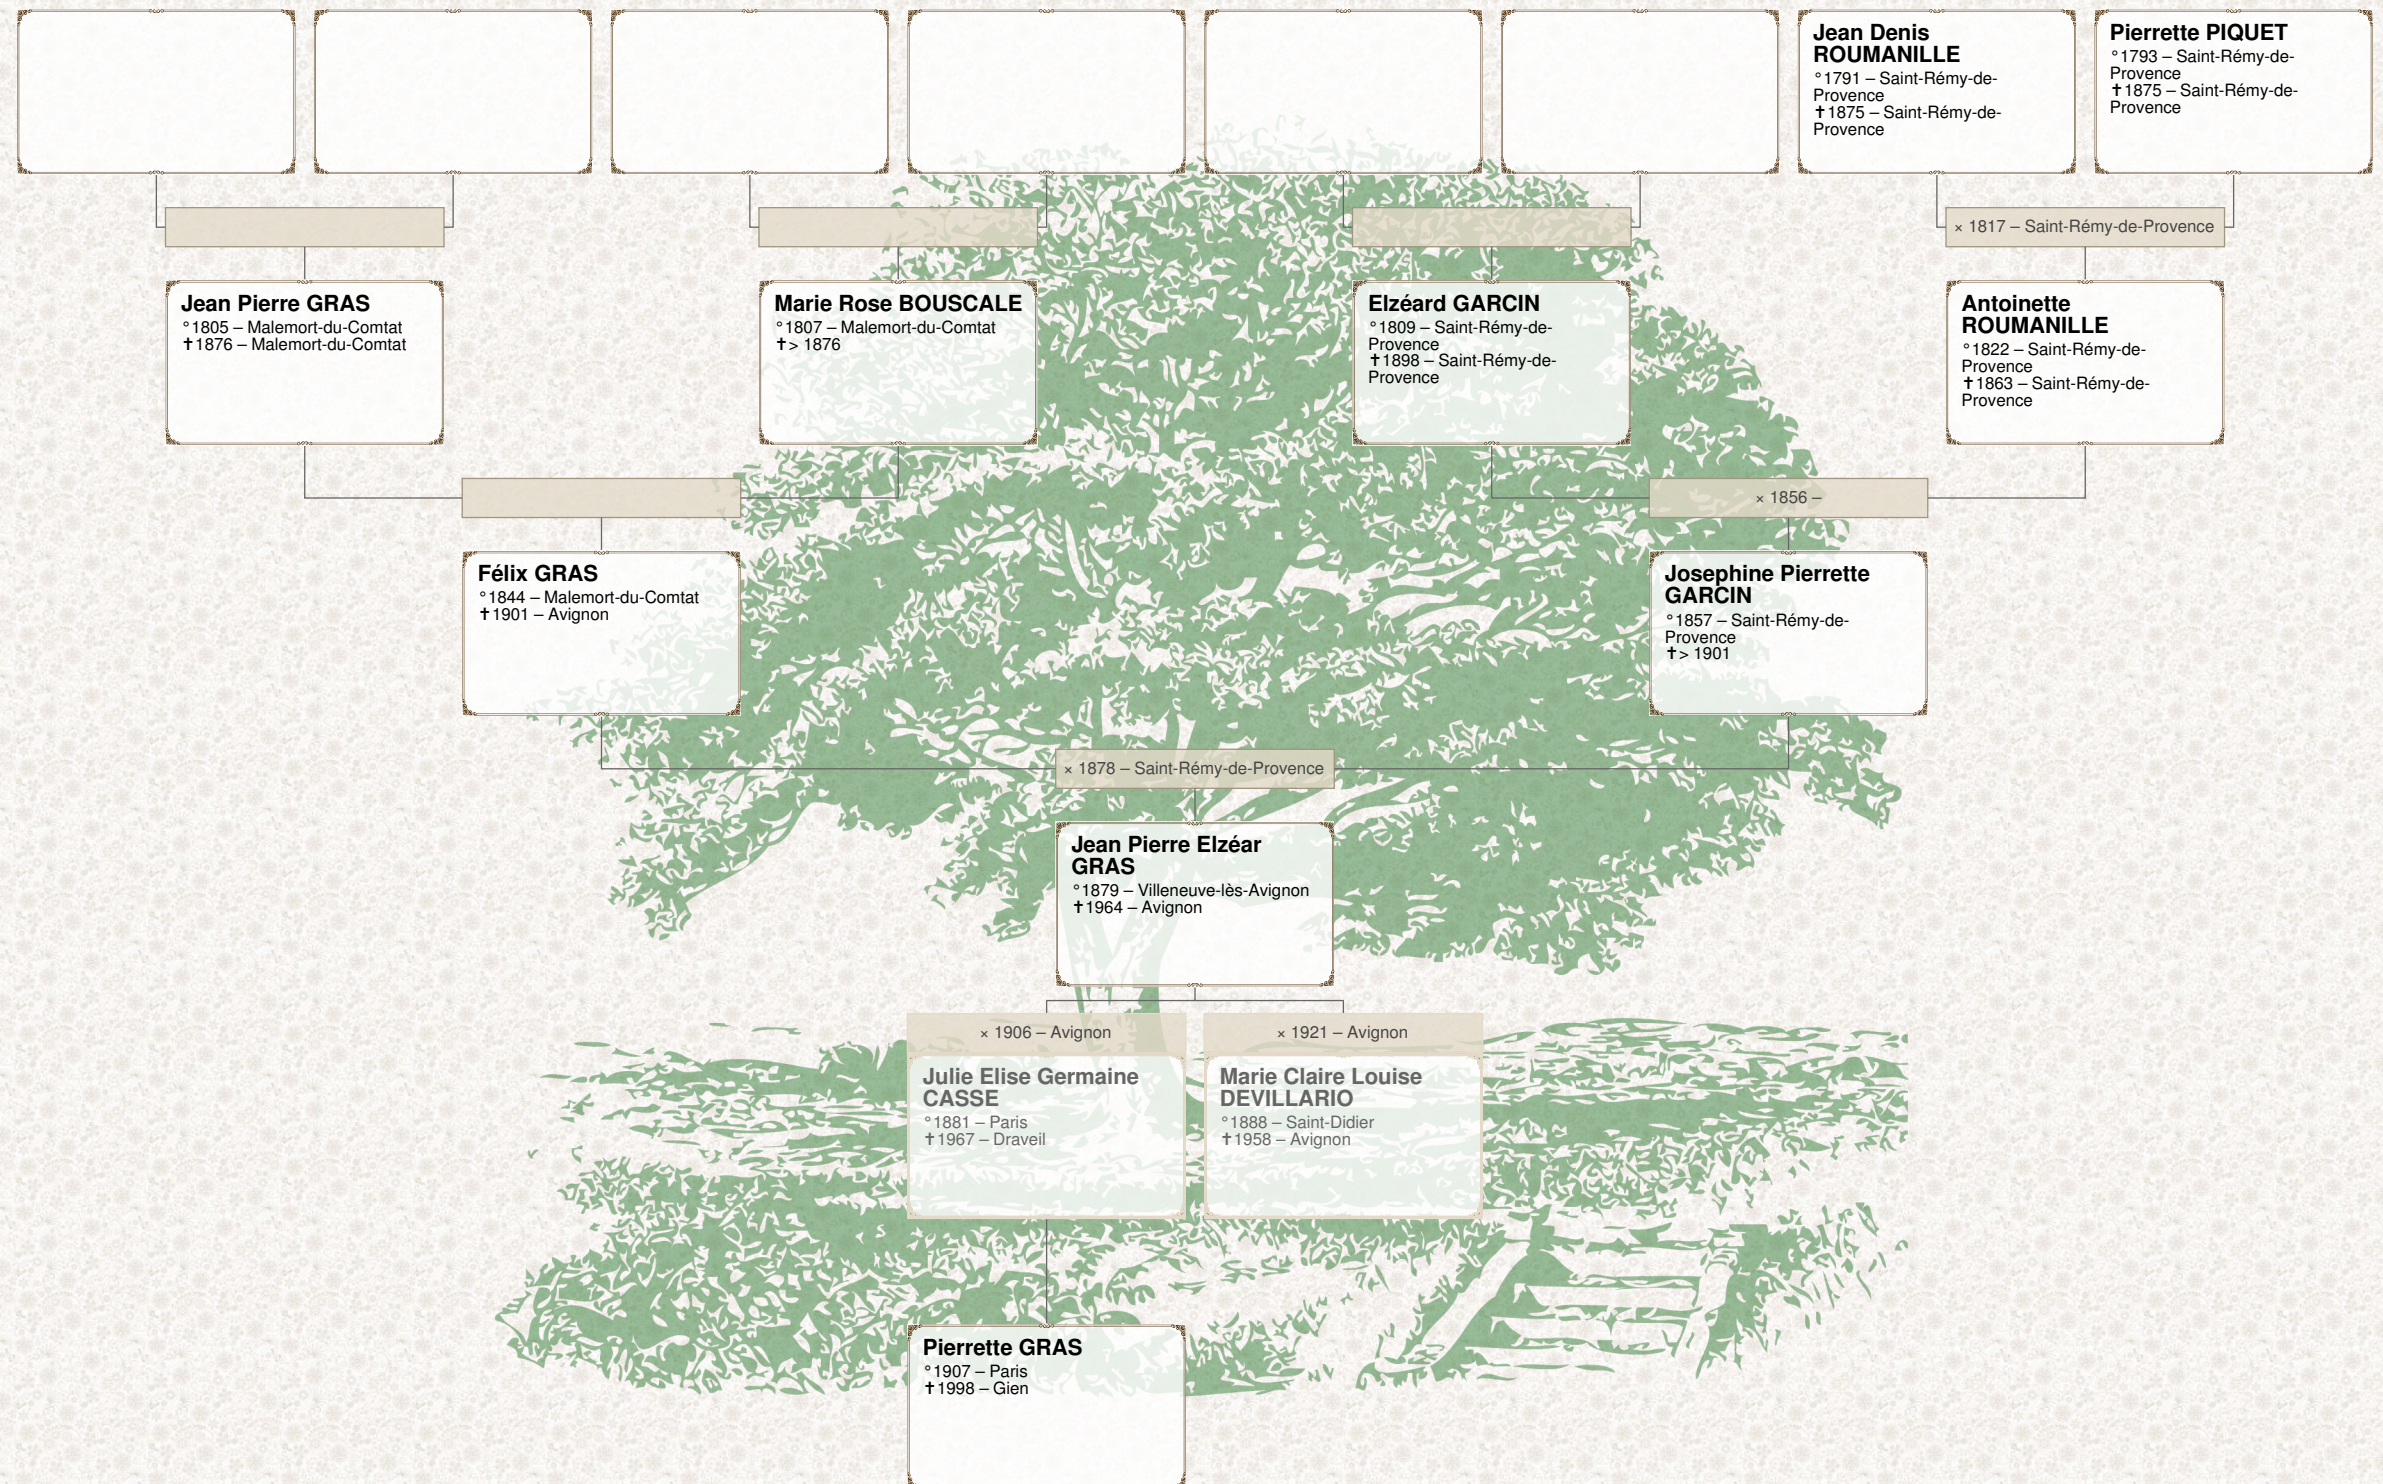 Jean Denis
ROUMANILLE
°1791 – Saint-Rémy-de-
Provence
✝1875 – Saint-Rémy-de-
Provence
Pierrette PIQUET
°1793 – Saint-Rémy-de-
Provence
✝1875 – Saint-Rémy-de-
Provence
× 1817 – Saint-Rémy-de-Provence
Jean Pierre GRAS
°1805 – Malemort-du-Comtat
✝1876 – Malemort-du-Comtat
Marie Rose BOUSCALE
°1807 – Malemort-du-Comtat
✝> 1876
Elzéard GARCIN
°1809 – Saint-Rémy-de-
Provence
✝1898 – Saint-Rémy-de-
Provence
Antoinette
ROUMANILLE
°1822 – Saint-Rémy-de-
Provence
✝1863 – Saint-Rémy-de-
Provence
× 1856 –
Félix GRAS
°1844 – Malemort-du-Comtat
✝1901 – Avignon
Josephine Pierrette
GARCIN
°1857 – Saint-Rémy-de-
Provence
✝> 1901
× 1878 – Saint-Rémy-de-Provence
Jean Pierre Elzéar
GRAS
°1879 – Villeneuve-lès-Avignon
✝1964 – Avignon
× 1906 – Avignon
Julie Elise Germaine
CASSE
°1881 – Paris
✝1967 – Draveil
× 1921 – Avignon
Marie Claire Louise
DEVILLARIO
°1888 – Saint-Didier
✝1958 – Avignon
Pierrette GRAS
°1907 – Paris
✝1998 – Gien